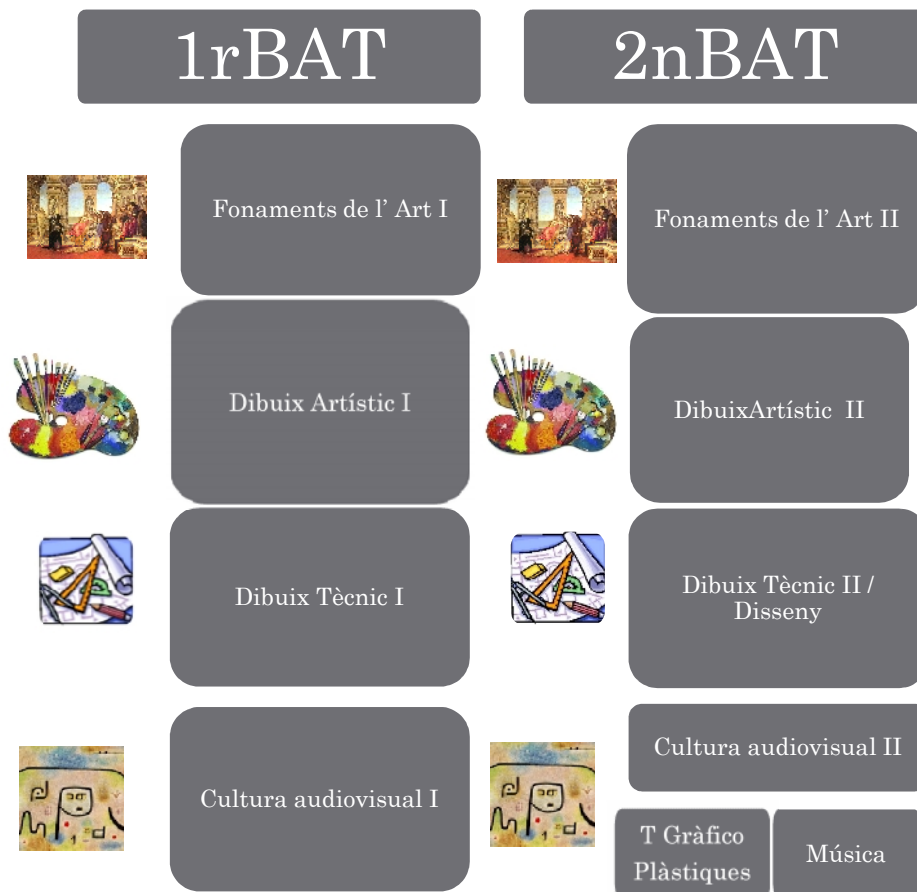 1rBAT
2nBAT
Fonaments de l’ Art I
Fonaments de l’ Art II
Dibuix Artístic I
DibuixArtístic II
Dibuix Tècnic I
Dibuix Tècnic II /
Disseny
Cultura audiovisual I
Cultura audiovisual II
T Gràfico
Plàstiques
Música